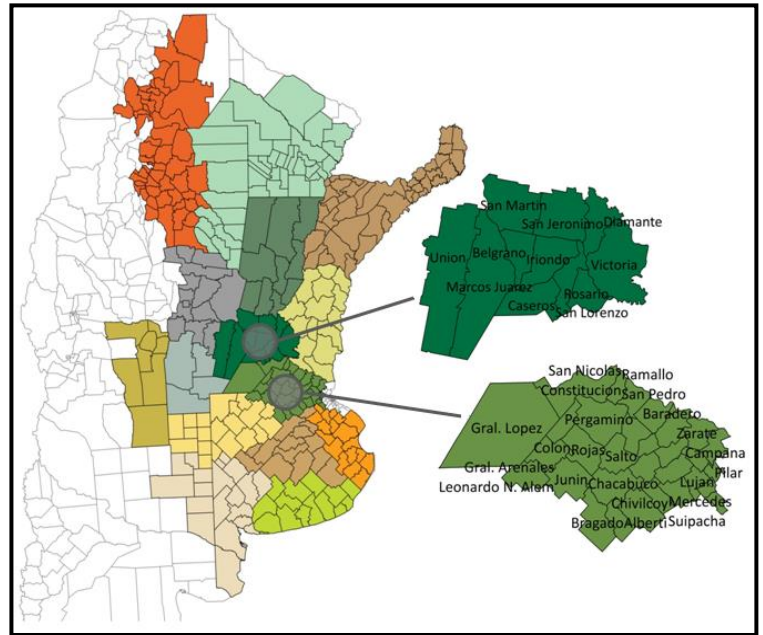 San Martin
San Jeronimo
Diamante
Union
Belgrano
Iriondo
Victoria
Marcos Juarez
Rosario
Caseros
San Lorenzo
San Nicolas
Ramallo
Constitucion
San Pedro
Baradero
Gral. Lopez
Pergamino
Zarate
Colon
Rojas
Salto
Campana
Pilar
Gral. Arenales
Junin
Lujan
Leonardo N. Alem
Chacabuco
Chivilcoy
Mercedes
Bragado
Alberti
Suipacha